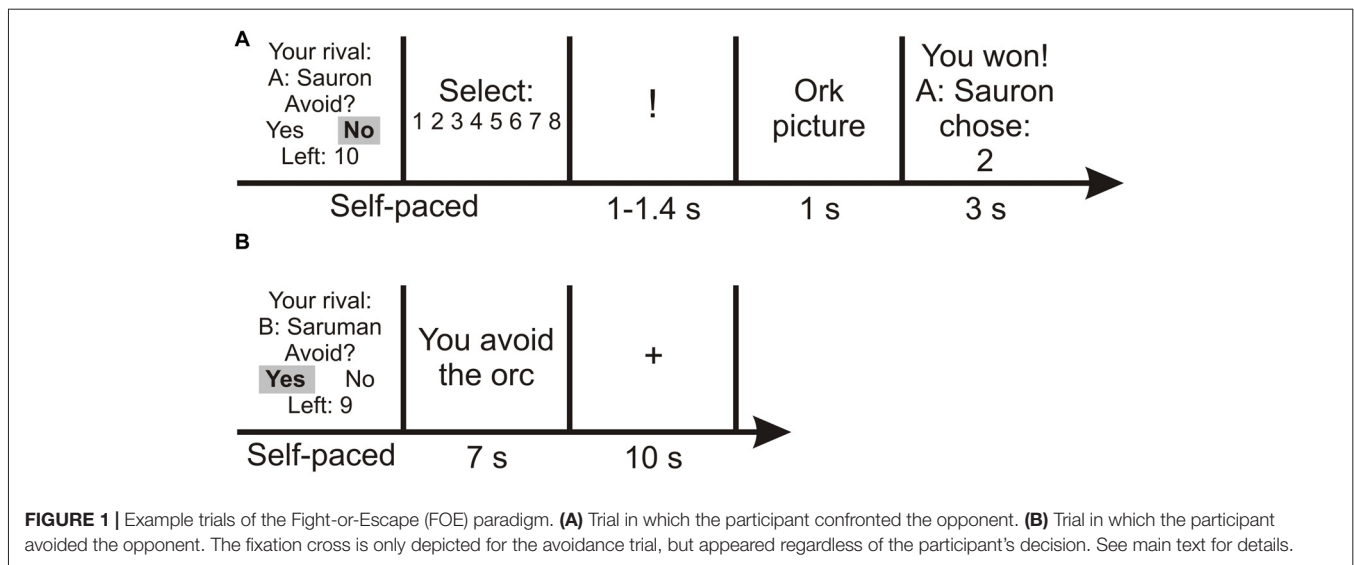 A
Your rival:
A: Sauron
Avoid?
Yes No
Left: 10
Select:
1 2 3 4 5 6 7 8
!
Ork
picture
You won!
A: Sauron
chose:
2
Self-paced
1-1.4 s
1 s
3 s
B
Your rival:
B: Saruman
Avoid?
Yes No
Left: 9
You avoid
the orc
+
Self-paced
7 s
10 s
FIGURE 1 | Example trials of the Fight-or-Escape (FOE) paradigm. (A) Trial in which the participant confronted the opponent. (B) Trial in which the participant
avoided the opponent. The fixation cross is only depicted for the avoidance trial, but appeared regardless of the participant's decision. See main text for details.